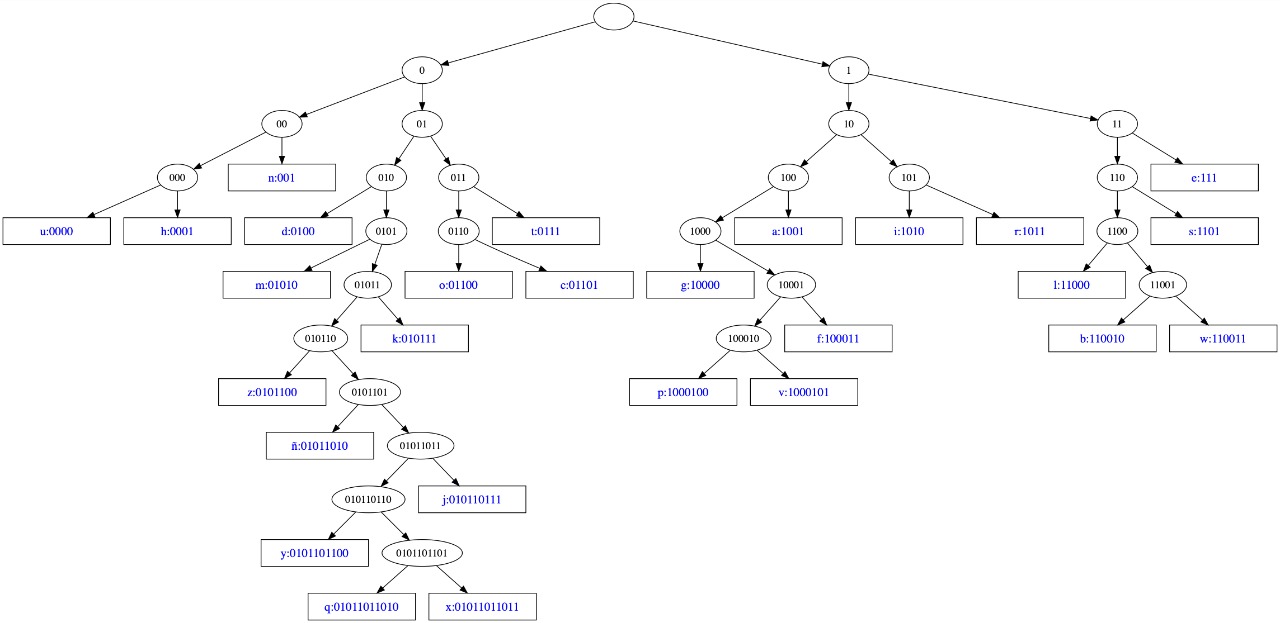 0
1
00
01
10
11
000
n:001
010
011
100
101
110
e:111
u:0000
h:0001
d:0100
0101
0110
t:0111
1000
a:1001
i:1010
r:1011
1100
s:1101
m:01010
01011
o:01100
c:01101
g:10000
10001
l:11000
11001
010110
k:010111
100010
f:100011
b:110010
w:110011
z:0101100
0101101
p:1000100
v:1000101
ñ:01011010
01011011
010110110
j:010110111
y:0101101100
0101101101
q:01011011010
x:01011011011